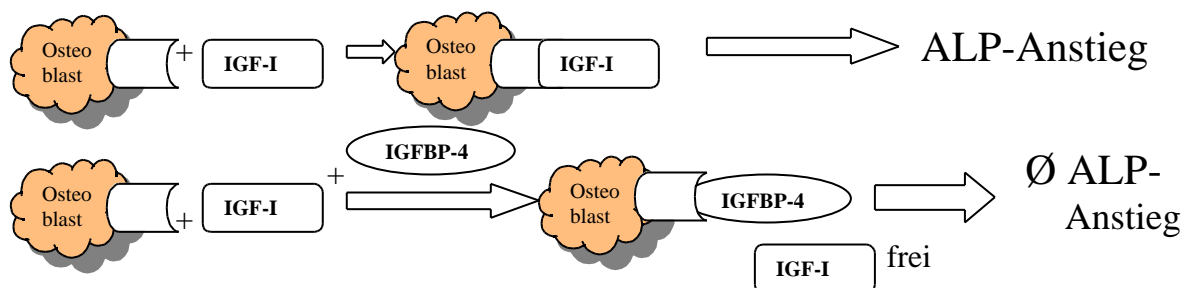 Osteo
blast
+
IGF-I
Osteo
blast
IGF-I
ALP-Anstieg
Osteo
blast
+
IGF-I
+
IGFBP-4
Osteo
blast
IGFBP-4
IGF-I
frei
Ø ALP-
Anstieg